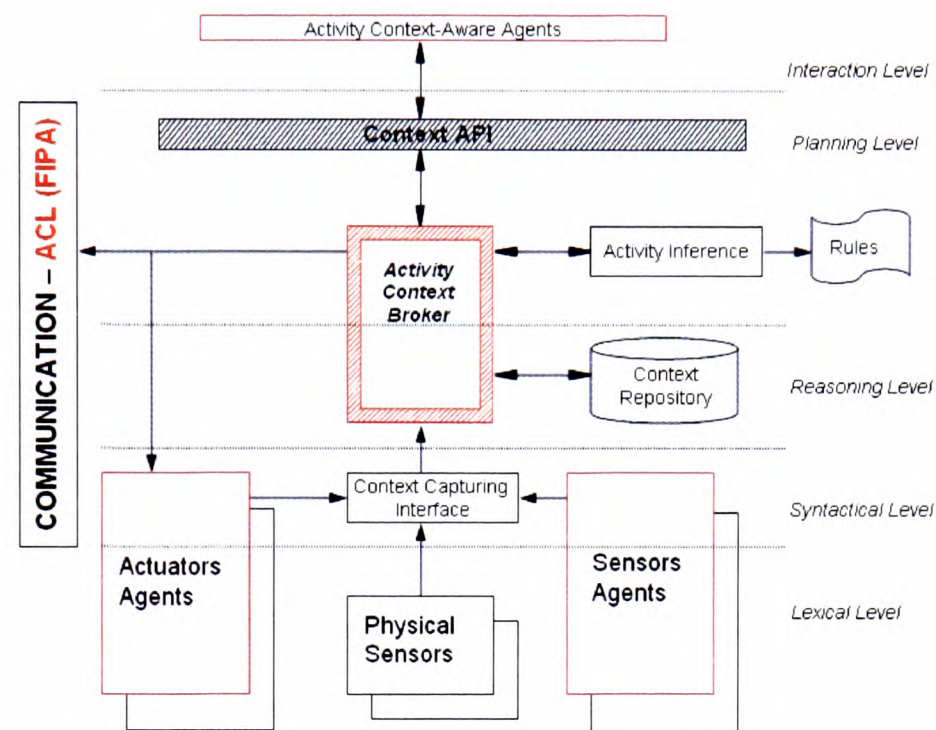 Activity Context-Aware Agents
Interaction Level
Context API
Planning Level
COMMUNICATION – ACL (FIPA)
Activity
Context
Broker
Activity Inference
Rules
Context
Repository
Reasoning Level
Context Capturing
Interface
Syntactical Level
Actuators
Agents
Physical
Sensors
Sensors
Agents
Lexical Level